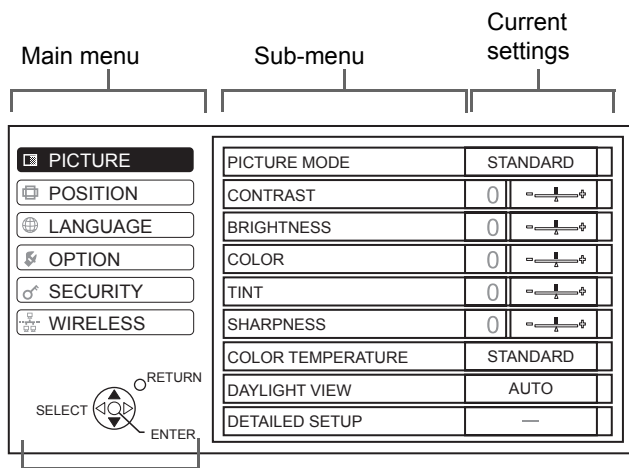 Main menu
Sub-menu
Current
settings
PICTURE
POSITION
LANGUAGE
OPTION
SECURITY
WIRELESS
PICTURE MODE STANDARD
CONTRAST 0
BRIGHTNESS 0
COLOR 0
TINT 0
SHARPNESS 0
COLOR TEMPERATURE STANDARD
DAYLIGHT VIEW AUTO
DETAILED SETUP —
RETURN
SELECT
ENTER